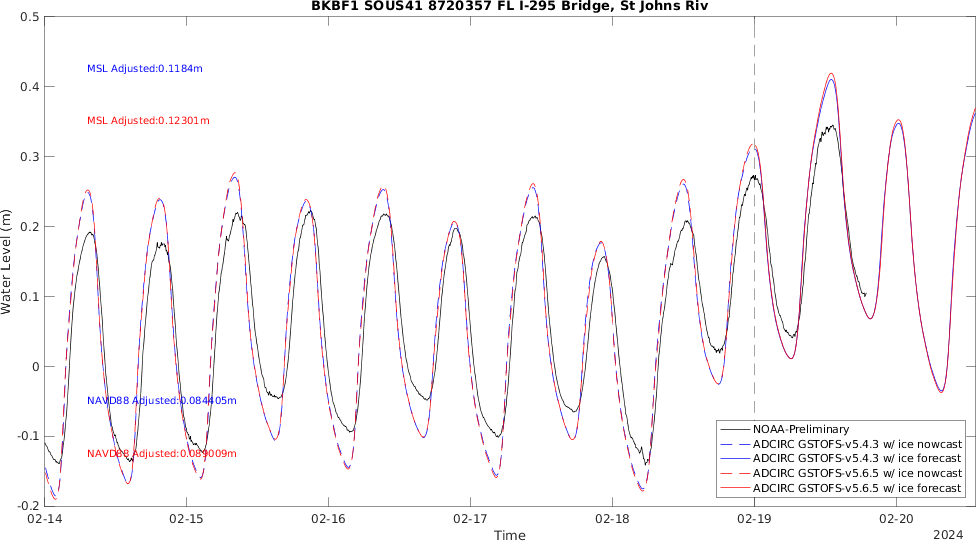 BKBF1 SOUS41 8720357 FL I-295 Bridge, St Johns Riv
0.5
0.4
0.3
0.2
0.1
0
-0.1
-0.2
Water Level (m)
MSL Adjusted:0.1184m
MSL Adjusted:0.12301m
NAVD88 Adjusted:0.084405m
NAVD88 Adjusted:0.089009m
NOAA-Preliminary
ADCIRC GSTOFS-v5.4.3 w/ ice nowcast
ADCIRC GSTOFS-v5.4.3 w/ ice forecast
ADCIRC GSTOFS-v5.6.5 w/ ice nowcast
ADCIRC GSTOFS-v5.6.5 w/ ice forecast
02-14 02-15 02-16 02-17 02-18 02-19 02-20
Time
2024